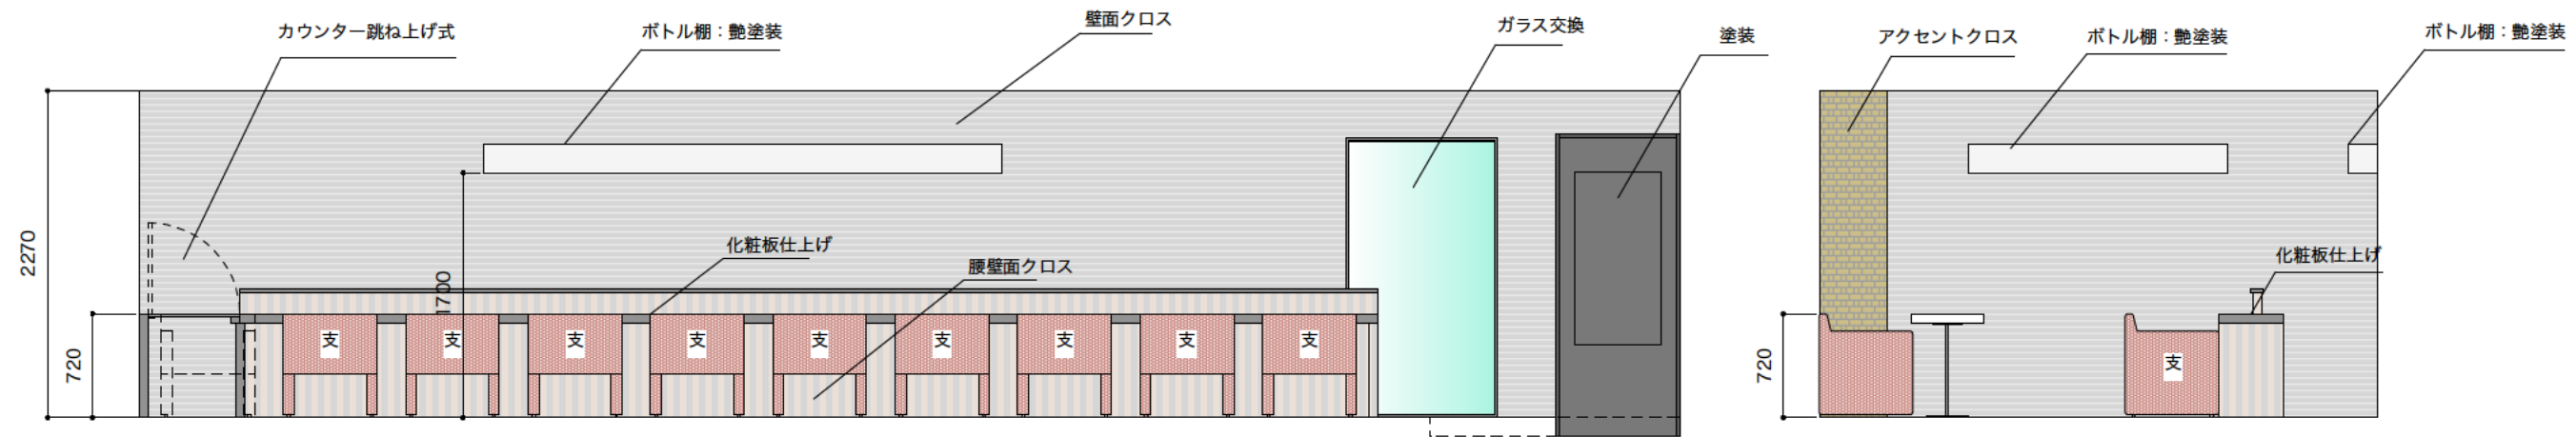 カウンター跳ね上げ式
ボトル棚：艶塗装
壁面クロス
ガラス交換
塗装
アクセントクロス
ボトル棚：艶塗装
ボトル棚：艶塗装
2270
720
1700
化粧板仕上げ
腰壁面クロス
支
支
支
支
支
支
支
支
支
720
化粧板仕上げ
支